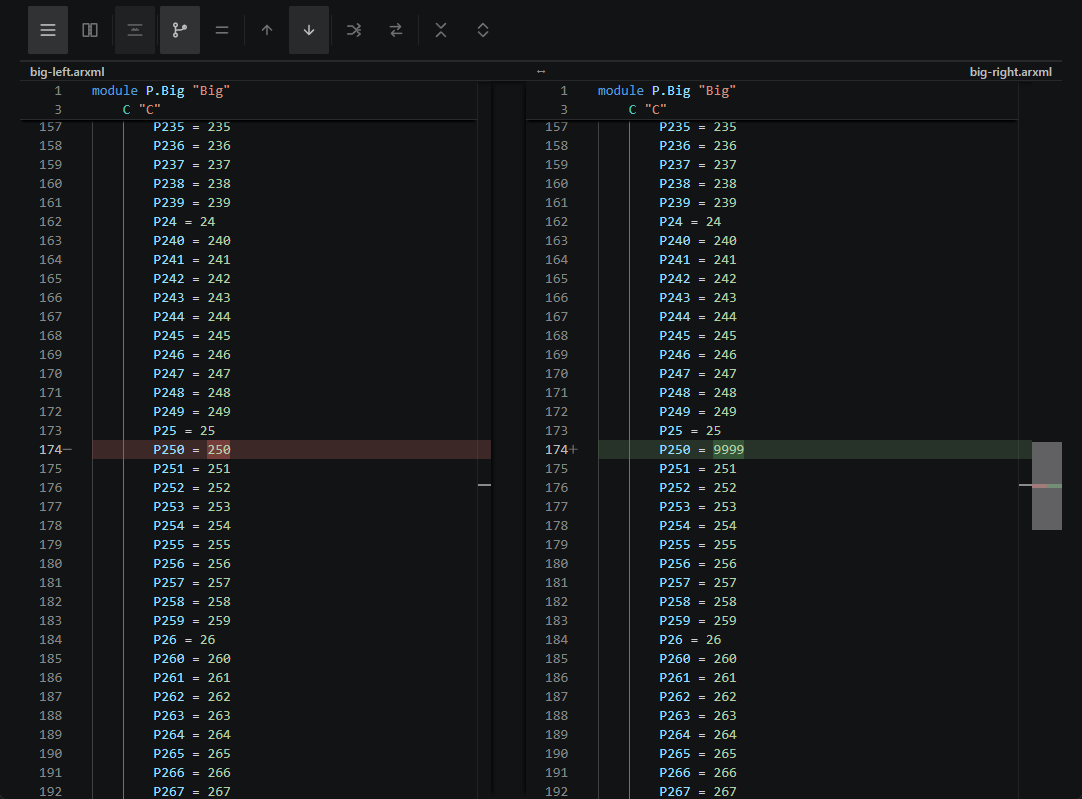 big-left.arxml ↔ big-right.arxml
1 module P.Big "Big"
3 C "C"
157 P235 = 235
158 P236 = 236
159 P237 = 237
160 P238 = 238
161 P239 = 239
162 P24 = 24
163 P240 = 240
164 P241 = 241
165 P242 = 242
166 P243 = 243
167 P244 = 244
168 P245 = 245
169 P246 = 246
170 P247 = 247
171 P248 = 248
172 P249 = 249
173 P25 = 25
174− P250 = 250
175 P251 = 251
176 P252 = 252
177 P253 = 253
178 P254 = 254
179 P255 = 255
180 P256 = 256
181 P257 = 257
182 P258 = 258
183 P259 = 259
184 P26 = 26
185 P260 = 260
186 P261 = 261
187 P262 = 262
188 P263 = 263
189 P264 = 264
190 P265 = 265
191 P266 = 266
192 P267 = 267
1 module P.Big "Big"
3 C "C"
157 P235 = 235
158 P236 = 236
159 P237 = 237
160 P238 = 238
161 P239 = 239
162 P24 = 24
163 P240 = 240
164 P241 = 241
165 P242 = 242
166 P243 = 243
167 P244 = 244
168 P245 = 245
169 P246 = 246
170 P247 = 247
171 P248 = 248
172 P249 = 249
173 P25 = 25
174+ P250 = 9999
175 P251 = 251
176 P252 = 252
177 P253 = 253
178 P254 = 254
179 P255 = 255
180 P256 = 256
181 P257 = 257
182 P258 = 258
183 P259 = 259
184 P26 = 26
185 P260 = 260
186 P261 = 261
187 P262 = 262
188 P263 = 263
189 P264 = 264
190 P265 = 265
191 P266 = 266
192 P267 = 267